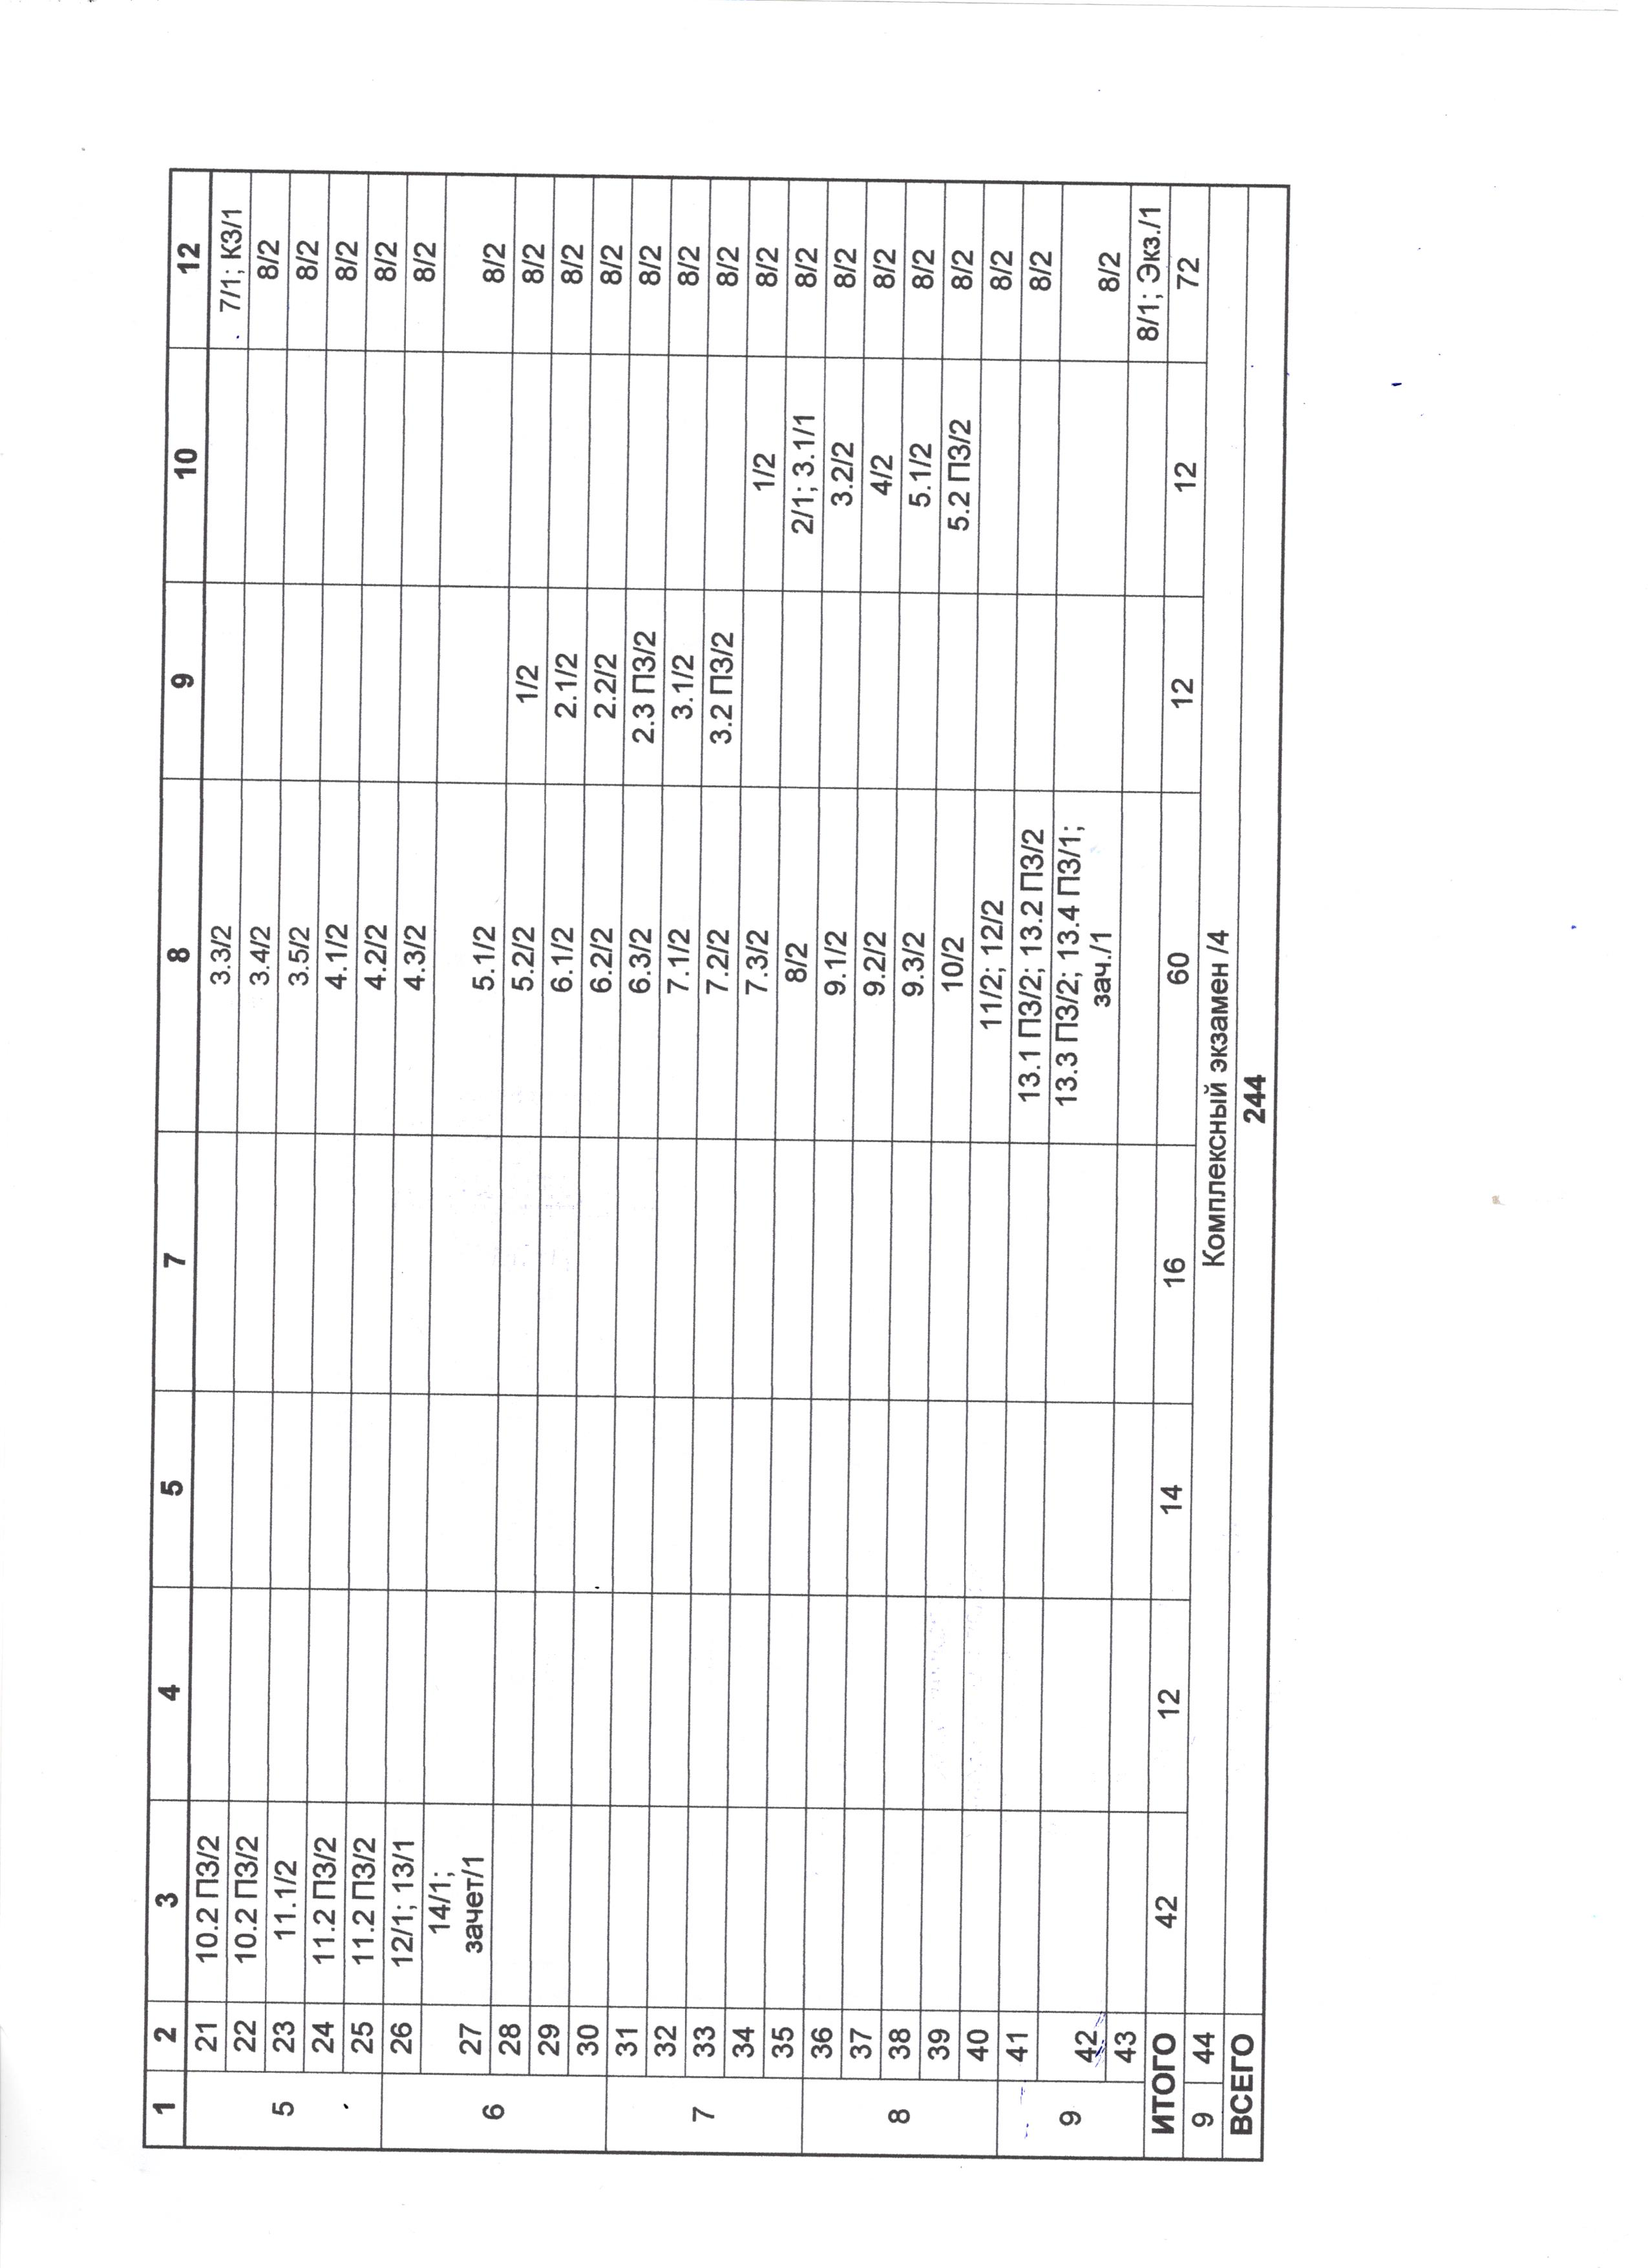 1 2 3 4 5 7 8 9 10 12
5 21 10.2 ПЗ/2 3.3/2 7/1; КЗ/1
22 10.2 ПЗ/2 3.4/2 8/2
23 11.1/2 3.5/2 8/2
24 11.2 ПЗ/2 4.1/2 8/2
25 11.2 ПЗ/2 4.2/2 8/2
6 26 12/1; 13/1 4.3/2 8/2
14/1;
27 зачет/1 5.1/2 8/2
28 5.2/2 1/2 8/2
29 6.1/2 2.1/2 8/2
30 6.2/2 2.2/2 8/2
7 31 6.3/2 2.3 ПЗ/2 8/2
32 7.1/2 3.1/2 8/2
33 7.2/2 3.2 ПЗ/2 8/2
34 7.3/2 1/2 8/2
35 8/2 2/1; 3.1/1 8/2
8 36 9.1/2 3.2/2 8/2
37 9.2/2 4/2 8/2
38 9.3/2 5.1/2 8/2
39 10/2 5.2 ПЗ/2 8/2
40 11/2; 12/2 8/2
9 41 13.1 ПЗ/2; 13.2 ПЗ/2 8/2
13.3 ПЗ/2; 13.4 ПЗ/1;
42 зач./1 8/2
43 8/1; Экз./1
ИТОГО 42 12 14 16 60 12 12 72
9 44 Комплексный экзамен /4
ВСЕГО 244